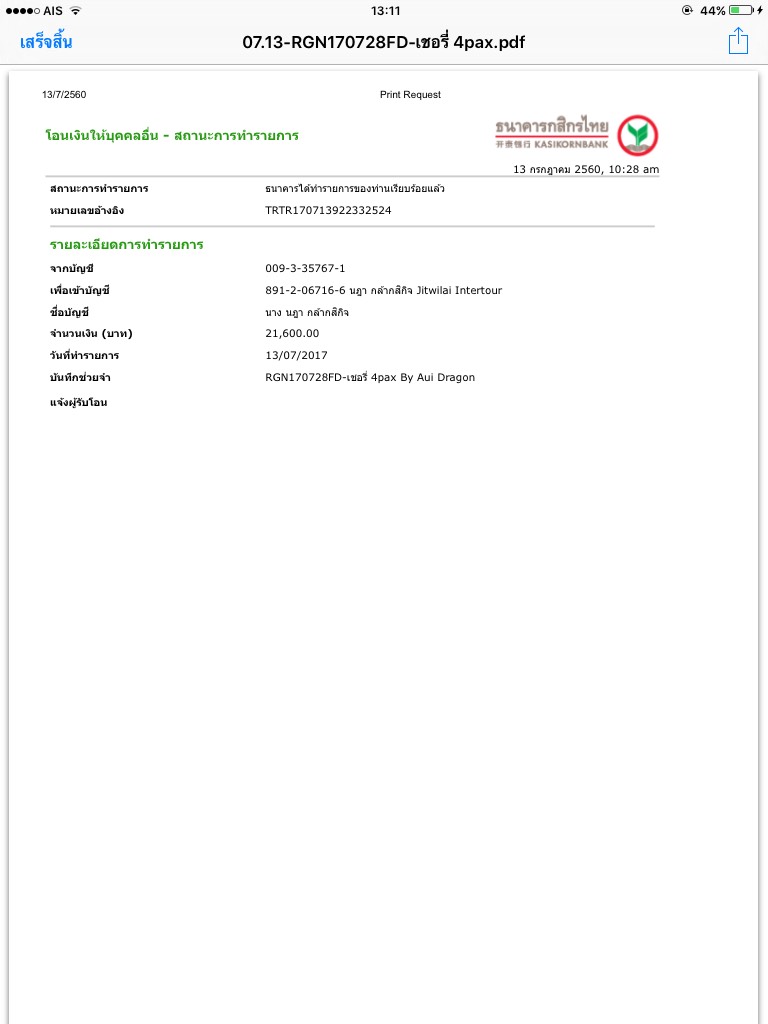 AIS 13:11 44%
เสร็จสิ้น 07.13-RGN170728FD-เชอรี่ 4pax.pdf
13/7/2560 Print Request
โอนเงินให้บุคคลอื่น - สถานะการทำรายการ
ธนาคารกสิกรไทย
开泰银行 KASIKORNBANK
13 กรกฎาคม 2560, 10:28 am
สถานะการทำรายการ ธนาคารได้ทำรายการของท่านเรียบร้อยแล้ว
หมายเลขอ้างอิง TRTR170713922332524
รายละเอียดการทำรายการ
จากบัญชี 009-3-35767-1
เพื่อเข้าบัญชี 891-2-06716-6 นฎา กล้ากสิกิจ Jitwilai Intertour
ชื่อบัญชี นาง นฎา กล้ากสิกิจ
จำนวนเงิน (บาท) 21,600.00
วันที่ทำรายการ 13/07/2017
บันทึกช่วยจำ RGN170728FD-เชอรี่ 4pax By Aui Dragon
แจ้งผู้รับโอน